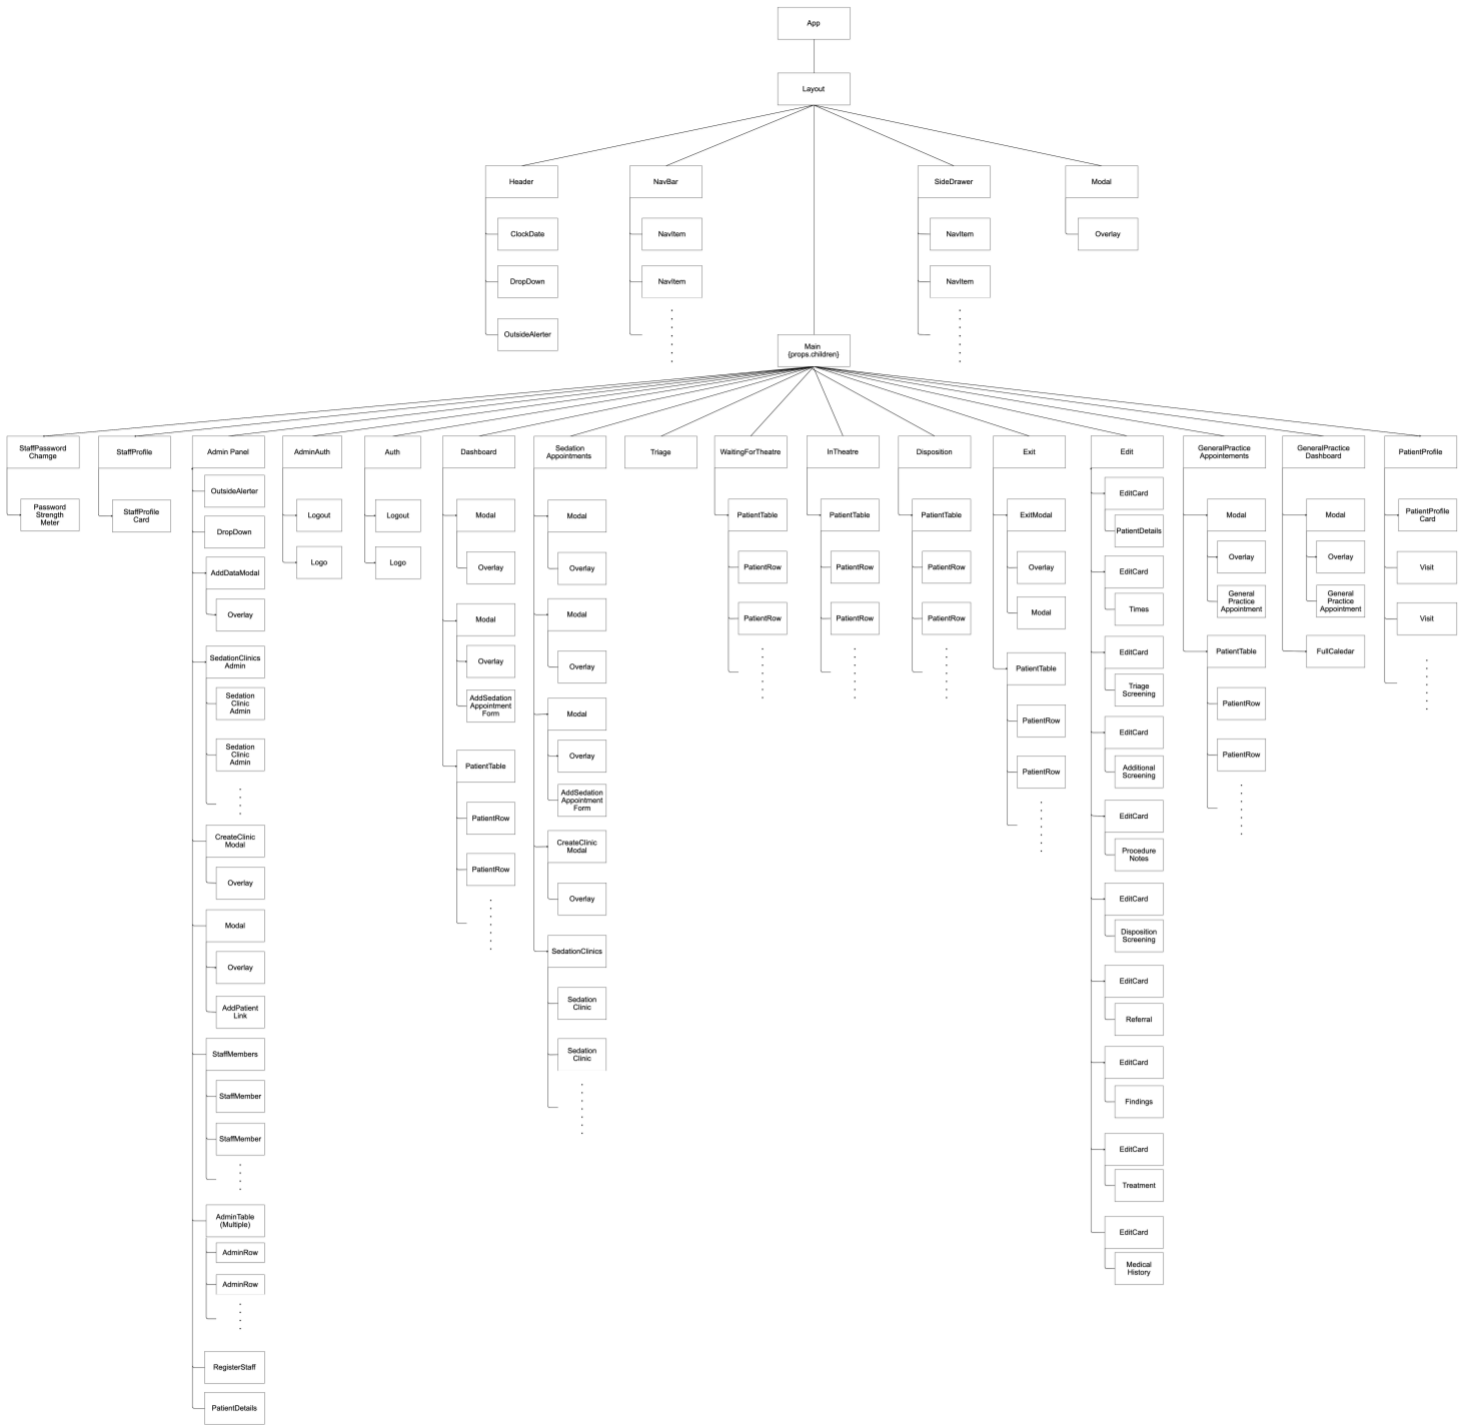 App
Layout
Header
NavBar
SideDrawer
Modal
ClockDate
NavItem
NavItem
Overlay
DropDown
NavItem
NavItem
OutsideAlerter
Main
{props.children}
StaffPassword
Chamge
Password
Strength
Meter
StaffProfile
StaffProfile
Card
Admin Panel
OutsideAlerter
DropDown
AddDataModal
Overlay
SedationClinics
Admin
Sedation
Clinic
Admin
Sedation
Clinic
Admin
CreateClinic
Modal
Overlay
Modal
Overlay
AddPatient
Link
StaffMembers
StaffMember
StaffMember
AdminTable
(Multiple)
AdminRow
AdminRow
RegisterStaff
PatientDetails
AdminAuth
Logout
Logo
Auth
Logout
Logo
Dashboard
Modal
Overlay
Modal
Overlay
AddSedation
Appointment
Form
PatientTable
PatientRow
PatientRow
Sedation
Appointments
Modal
Overlay
Modal
Overlay
Modal
Overlay
AddSedation
Appointment
Form
CreateClinic
Modal
Overlay
SedationClinics
Sedation
Clinic
Sedation
Clinic
Triage
WaitingForTheatre
PatientTable
PatientRow
PatientRow
InTheatre
PatientTable
PatientRow
PatientRow
Disposition
PatientTable
PatientRow
PatientRow
Exit
ExitModal
Overlay
Modal
PatientTable
PatientRow
PatientRow
Edit
EditCard
PatientDetails
EditCard
Times
EditCard
Triage
Screening
EditCard
Additional
Screening
EditCard
Procedure
Notes
EditCard
Disposition
Screening
EditCard
Referral
EditCard
Findings
EditCard
Treatment
EditCard
Medical
History
GeneralPractice
Appointements
Modal
Overlay
General
Practice
Appointment
PatientTable
PatientRow
PatientRow
GeneralPractice
Dashboard
Modal
Overlay
General
Practice
Appointment
FullCaledar
PatientProfile
PatientProfile
Card
Visit
Visit